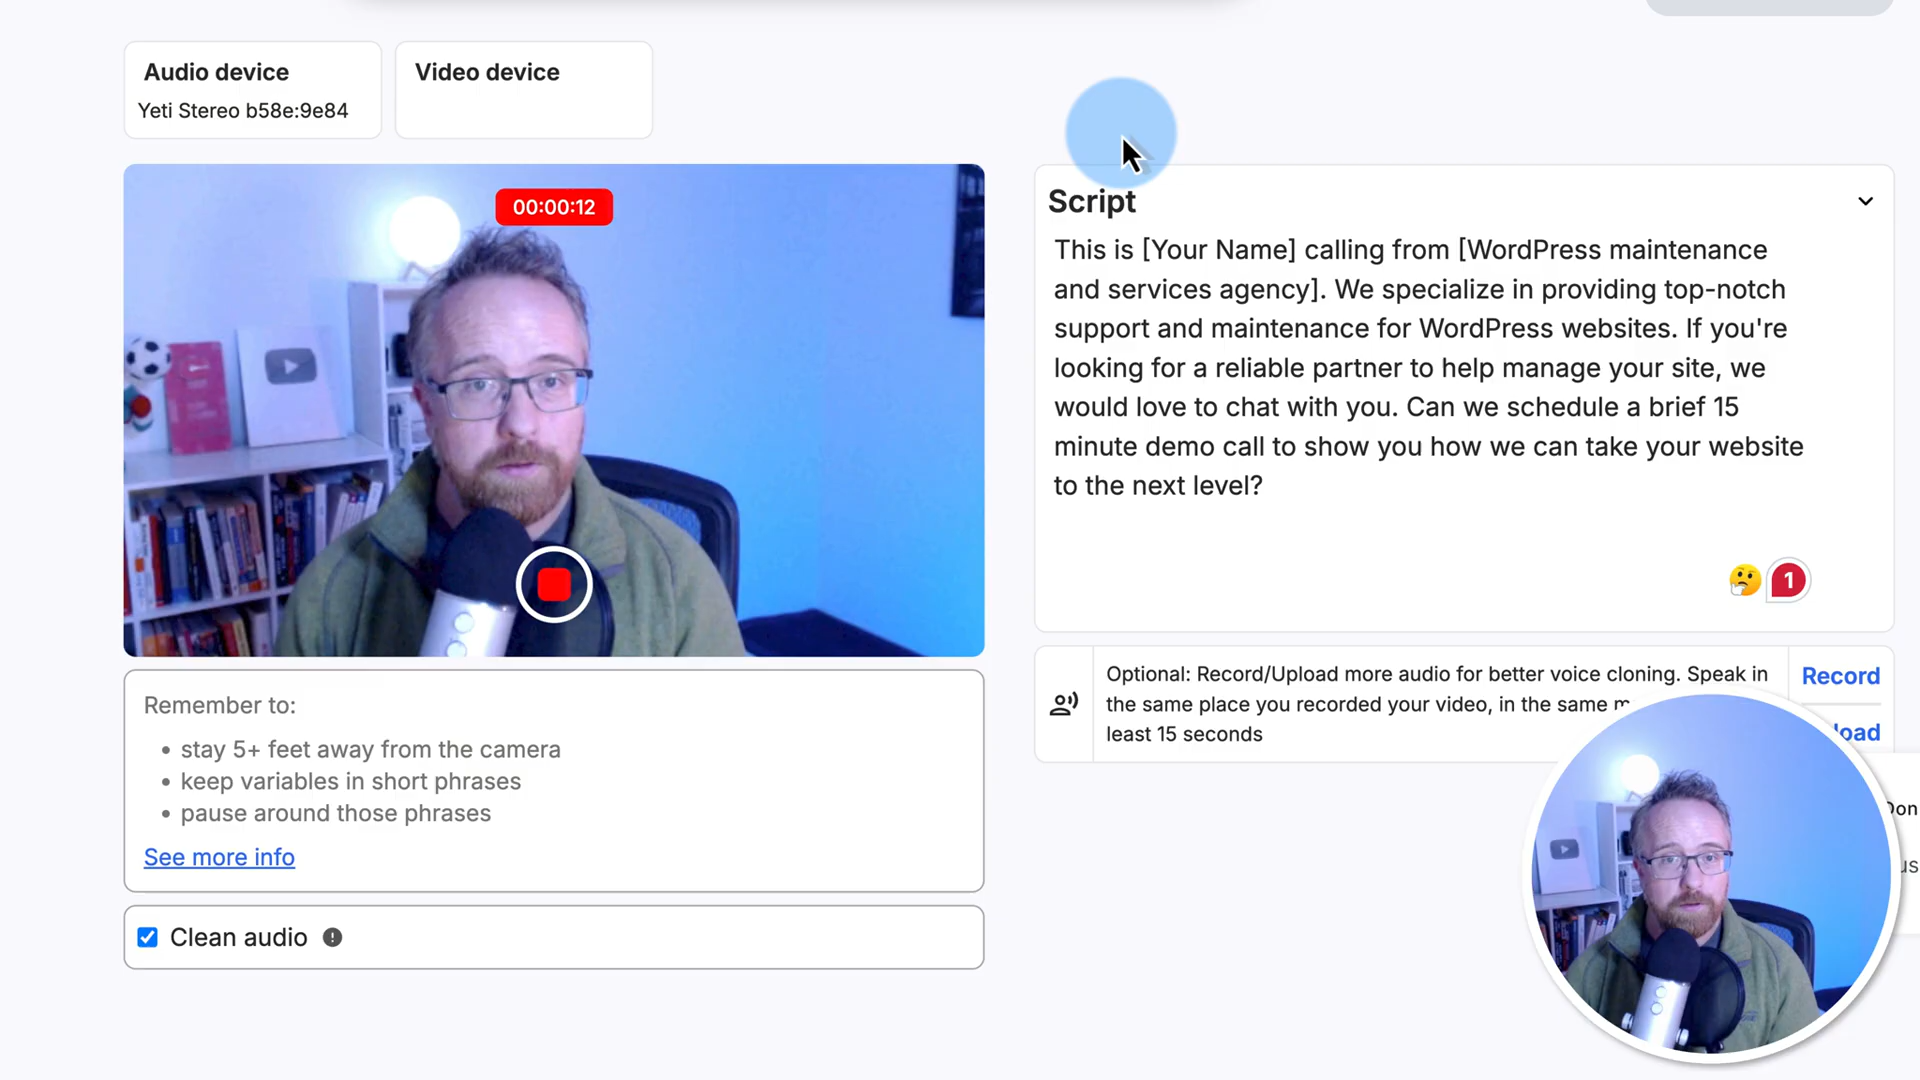 Audio device
Yeti Stereo b58e:9e84
Video device
00:00:12
Script
This is [Your Name] calling from [WordPress maintenance
and services agency]. We specialize in providing top-notch
support and maintenance for WordPress websites. If you're
looking for a reliable partner to help manage your site, we
would love to chat with you. Can we schedule a brief 15
minute demo call to show you how we can take your website
to the next level?
1
Optional: Record/Upload more audio for better voice cloning. Speak in
the same place you recorded your video, in the same
least 15 seconds
Record
Remember to:
• stay 5+ feet away from the camera
• keep variables in short phrases
• pause around those phrases
See more info
Clean audio